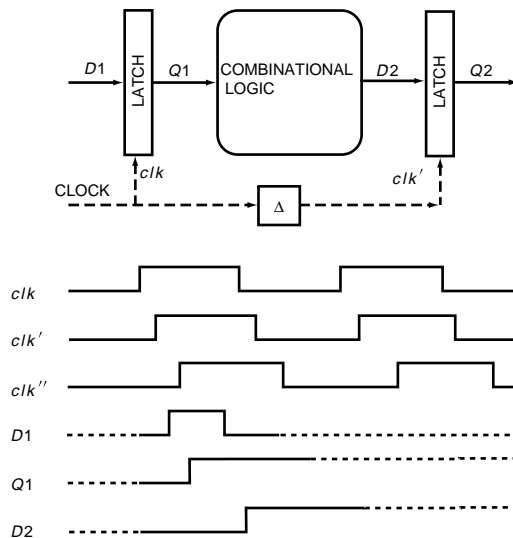 D1
LATCH
Q1
COMBINATIONAL
LOGIC
D2
LATCH
Q2
clk
clk′
CLOCK
Δ
clk
clk′
clk′′
D1
Q1
D2